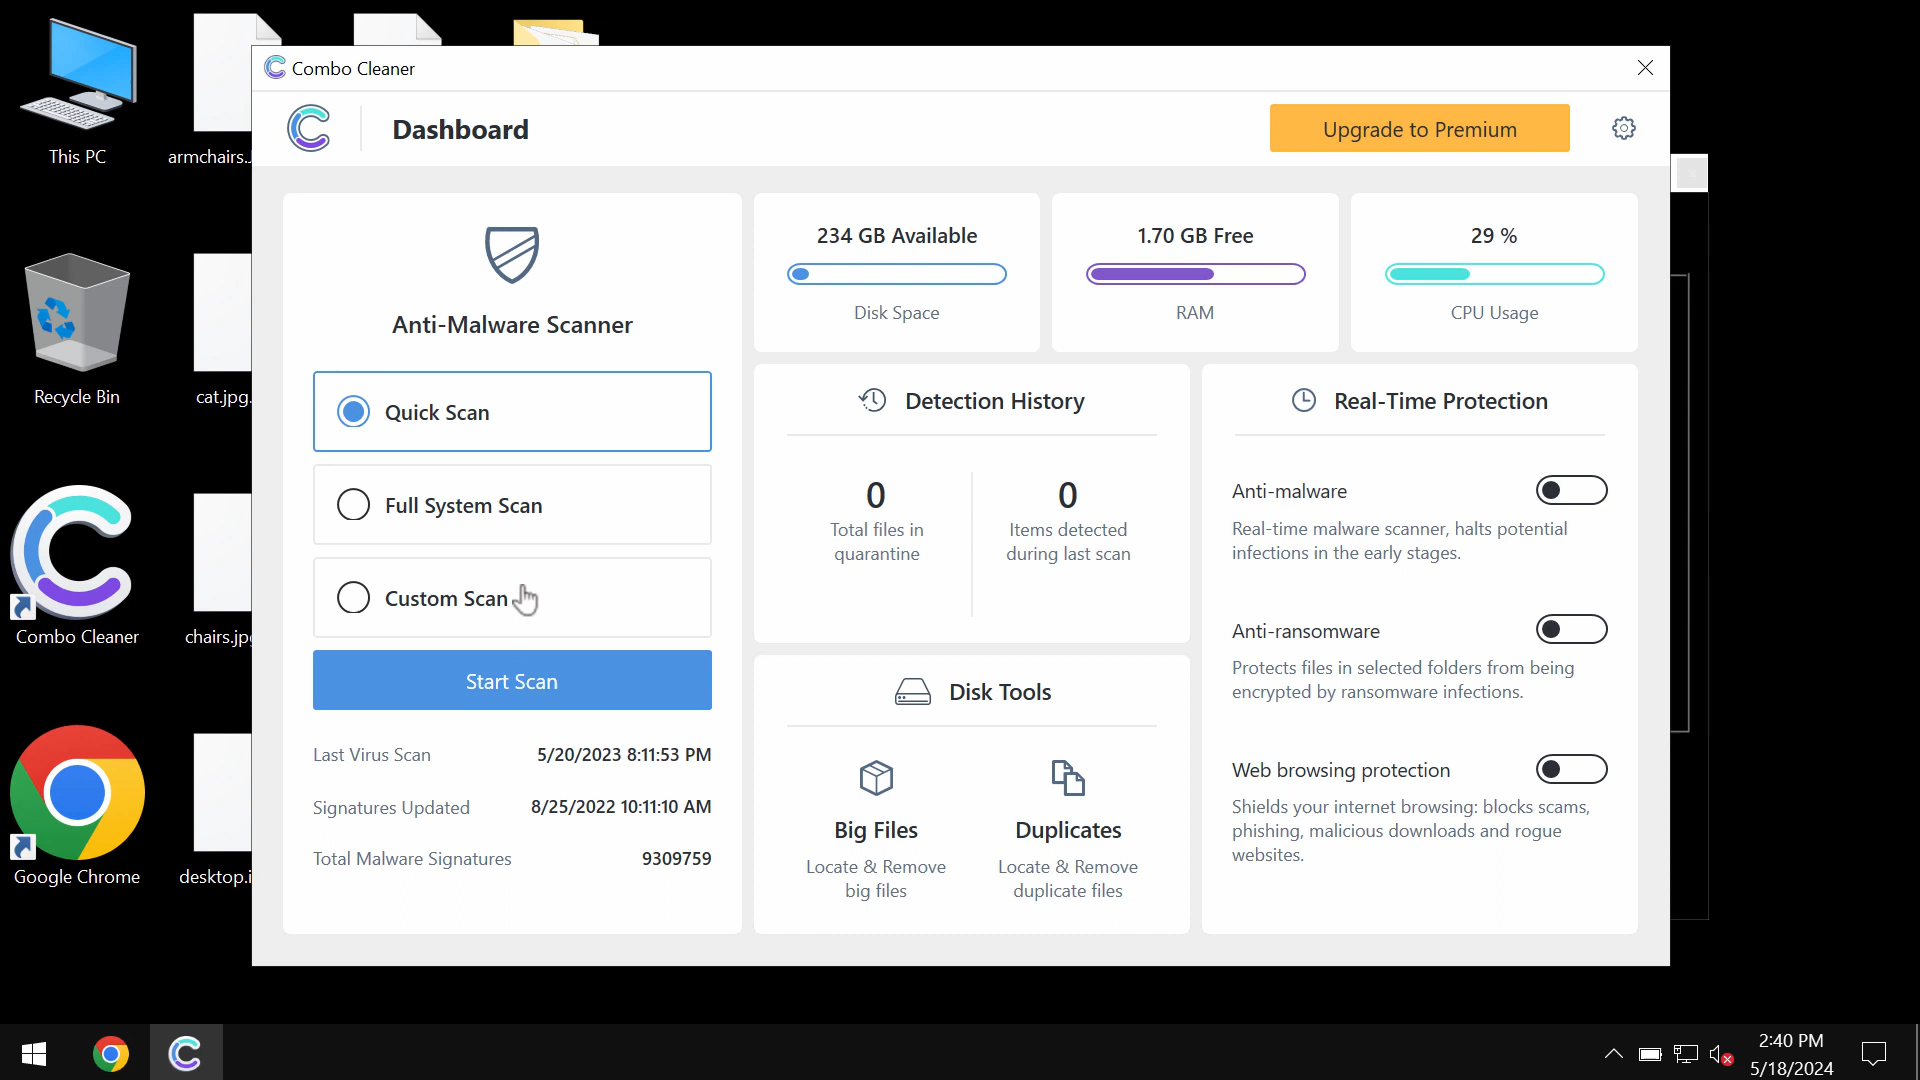 Combo Cleaner
Dashboard
Upgrade to Premium
This PC
armchairs.
Recycle Bin
cat.jpg.
Combo Cleaner
chairs.jp
Google Chrome
desktop.i
Anti-Malware Scanner
Quick Scan
Full System Scan
Custom Scan
Start Scan
Last Virus Scan 5/20/2023 8:11:53 PM
Signatures Updated 8/25/2022 10:11:10 AM
Total Malware Signatures 9309759
234 GB Available
Disk Space
1.70 GB Free
RAM
29 %
CPU Usage
Detection History
0
Total files in
quarantine
0
Items detected
during last scan
Disk Tools
Big Files
Locate & Remove
big files
Duplicates
Locate & Remove
duplicate files
Real-Time Protection
Anti-malware
Real-time malware scanner, halts potential
infections in the early stages.
Anti-ransomware
Protects files in selected folders from being
encrypted by ransomware infections.
Web browsing protection
Shields your internet browsing: blocks scams,
phishing, malicious downloads and rogue
websites.
2:40 PM
5/18/2024